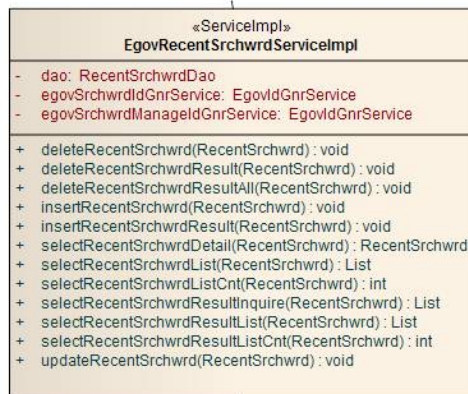 «ServiceImpl»
EgovRecentSrchwrdServiceImpl
- dao: RecentSrchwrdDao
- egovSrchwrdIdGnrService: EgovIdGnrService
- egovSrchwrdManageIdGnrService: EgovIdGnrService
+ deleteRecentSrchwrd(RecentSrchwrd) : void
+ deleteRecentSrchwrdResult(RecentSrchwrd) : void
+ deleteRecentSrchwrdResultAll(RecentSrchwrd) : void
+ insertRecentSrchwrd(RecentSrchwrd) : void
+ insertRecentSrchwrdResult(RecentSrchwrd) : void
+ selectRecentSrchwrdDetail(RecentSrchwrd) : RecentSrchwrd
+ selectRecentSrchwrdList(RecentSrchwrd) : List
+ selectRecentSrchwrdListCnt(RecentSrchwrd) : int
+ selectRecentSrchwrdResultInquire(RecentSrchwrd) : List
+ selectRecentSrchwrdResultList(RecentSrchwrd) : List
+ selectRecentSrchwrdResultListCnt(RecentSrchwrd) : int
+ updateRecentSrchwrd(RecentSrchwrd) : void